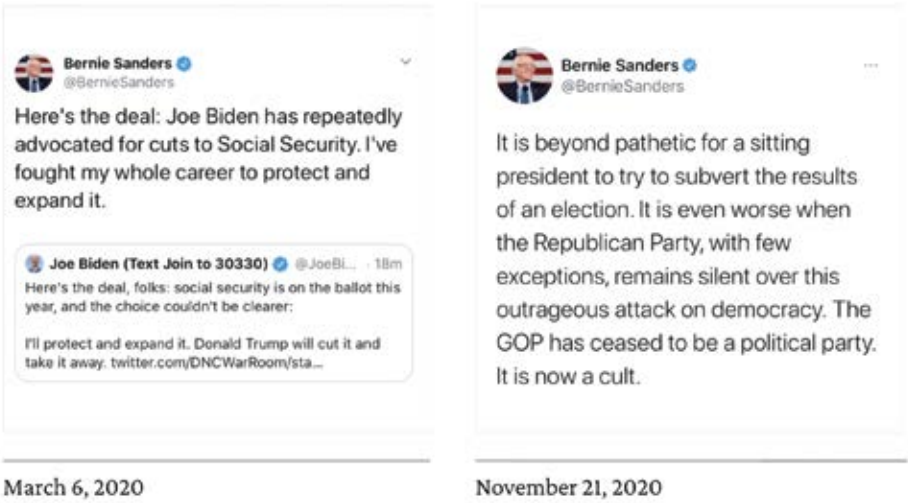 Bernie Sanders
@BernieSanders
Here's the deal: Joe Biden has repeatedly
advocated for cuts to Social Security. I've
fought my whole career to protect and
expand it.
Joe Biden (Text Join to 30330) @JoeBi... · 18m
Here's the deal, folks: social security is on the ballot this
year, and the choice couldn't be clearer:
I'll protect and expand it. Donald Trump will cut it and
take it away. twitter.com/DNCWarRoom/sta...
March 6, 2020
Bernie Sanders
@BernieSanders
It is beyond pathetic for a sitting
president to try to subvert the results
of an election. It is even worse when
the Republican Party, with few
exceptions, remains silent over this
outrageous attack on democracy. The
GOP has ceased to be a political party.
It is now a cult.
November 21, 2020